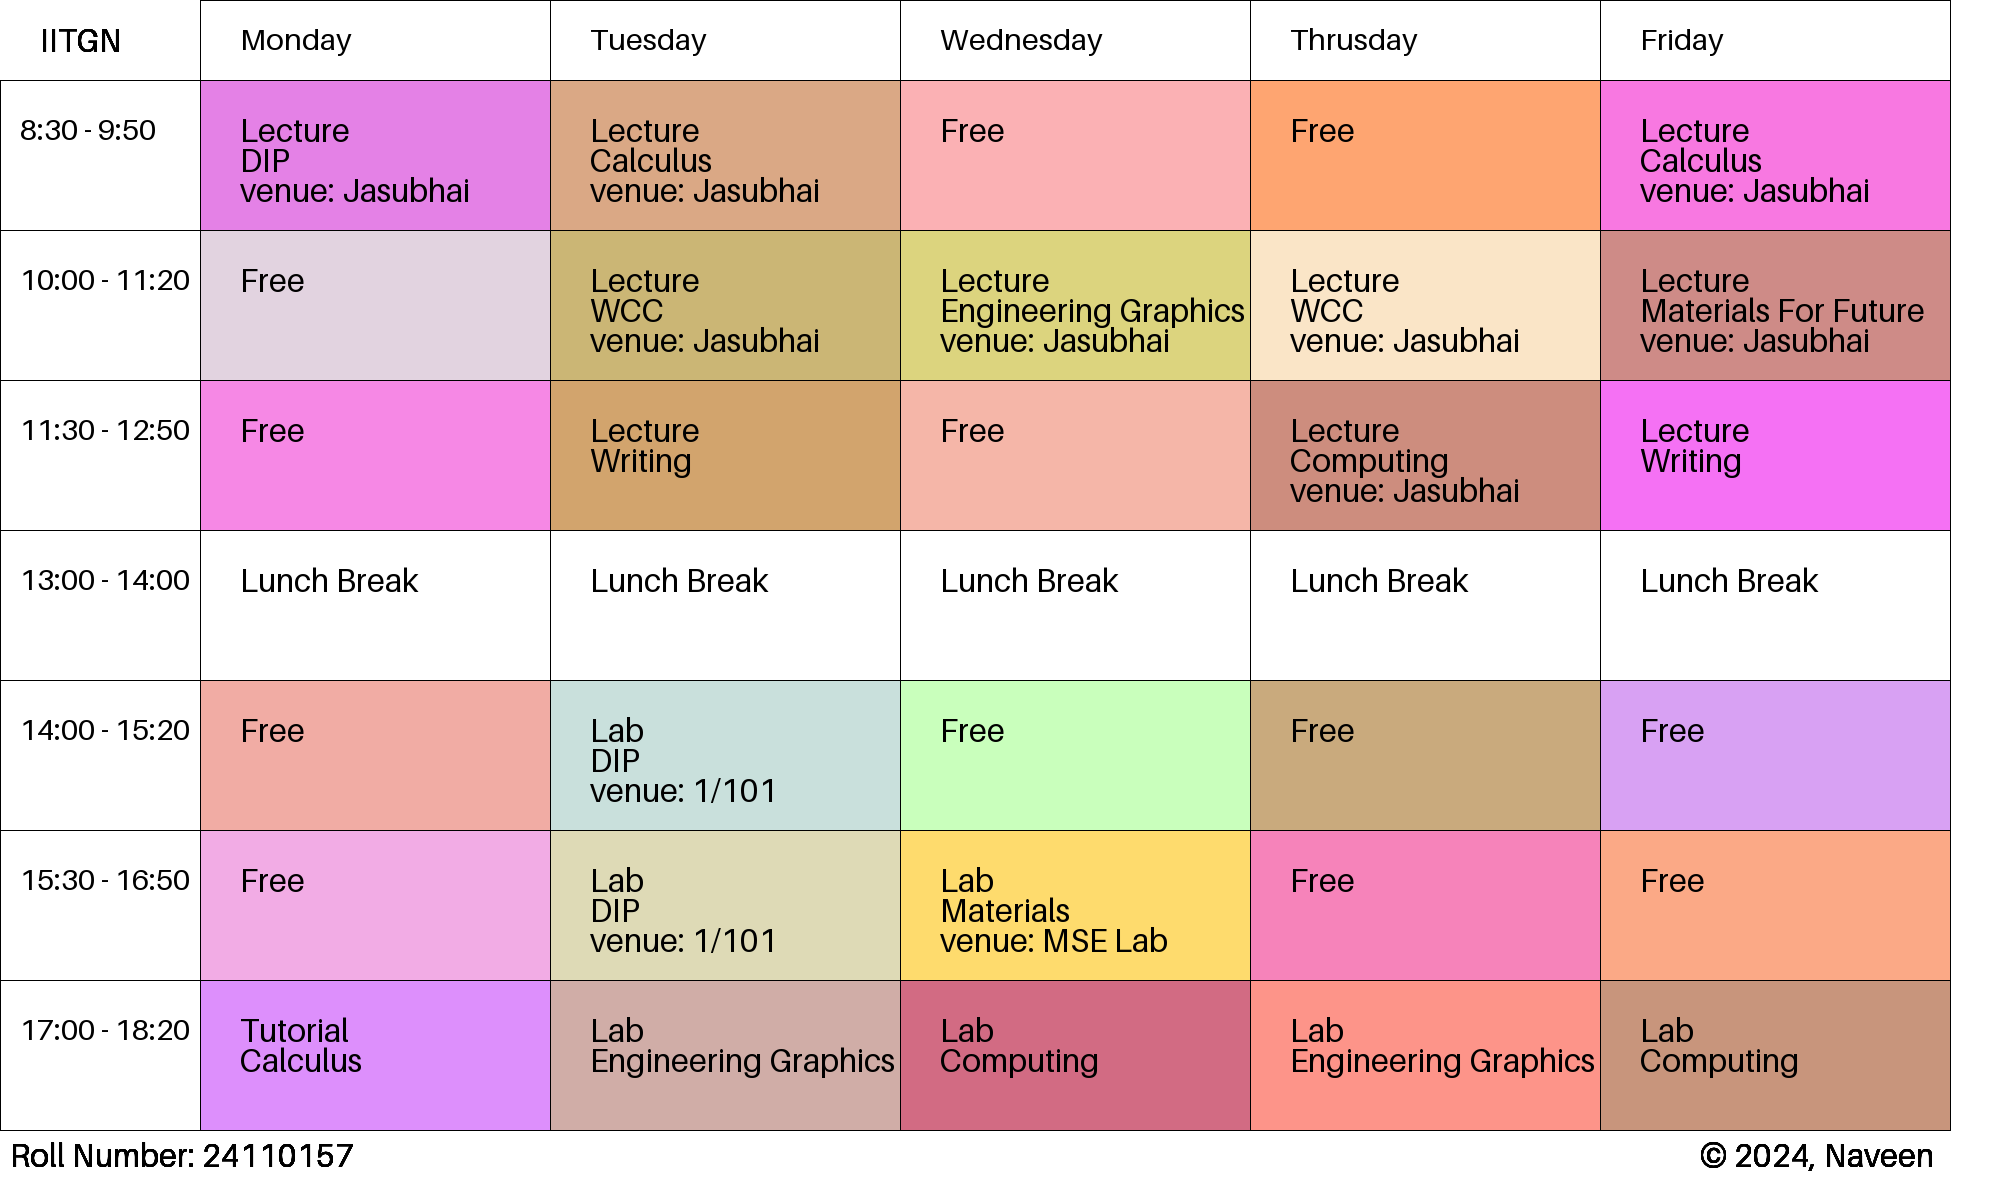 IITGN
Monday
Tuesday
Wednesday
Thrusday
Friday
8:30 - 9:50
Lecture
DIP
venue: Jasubhai
Lecture
Calculus
venue: Jasubhai
Free
Free
Lecture
Calculus
venue: Jasubhai
10:00 - 11:20
Free
Lecture
WCC
venue: Jasubhai
Lecture
Engineering Graphics
venue: Jasubhai
Lecture
WCC
venue: Jasubhai
Lecture
Materials For Future
venue: Jasubhai
11:30 - 12:50
Free
Lecture
Writing
Free
Lecture
Computing
venue: Jasubhai
Lecture
Writing
13:00 - 14:00
Lunch Break
Lunch Break
Lunch Break
Lunch Break
Lunch Break
14:00 - 15:20
Free
Lab
DIP
venue: 1/101
Free
Free
Free
15:30 - 16:50
Free
Lab
DIP
venue: 1/101
Lab
Materials
venue: MSE Lab
Free
Free
17:00 - 18:20
Tutorial
Calculus
Lab
Engineering Graphics
Lab
Computing
Lab
Engineering Graphics
Lab
Computing
Roll Number: 24110157
© 2024, Naveen